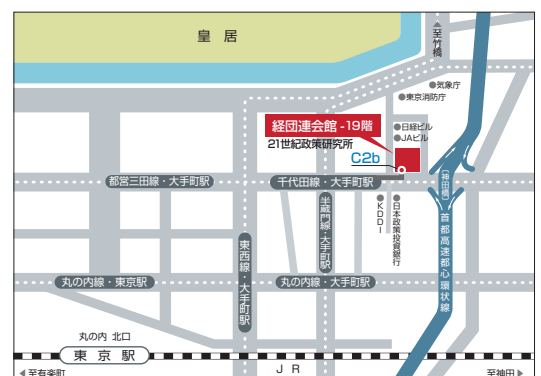 皇居
至竹橋
気象庁
東京消防庁
経団連会館-19階
21世紀政策研究所
日経ビル
JAビル
C2b
都営三田線・大手町駅
千代田線・大手町駅
(神田橋)
首都高速都心環状線
半蔵門線・大手町駅
KDDI
日本政策投資銀行
東西線・大手町駅
丸の内線・東京駅
丸の内線・大手町駅
丸の内 北口
東京駅
JR
至有楽町
至神田